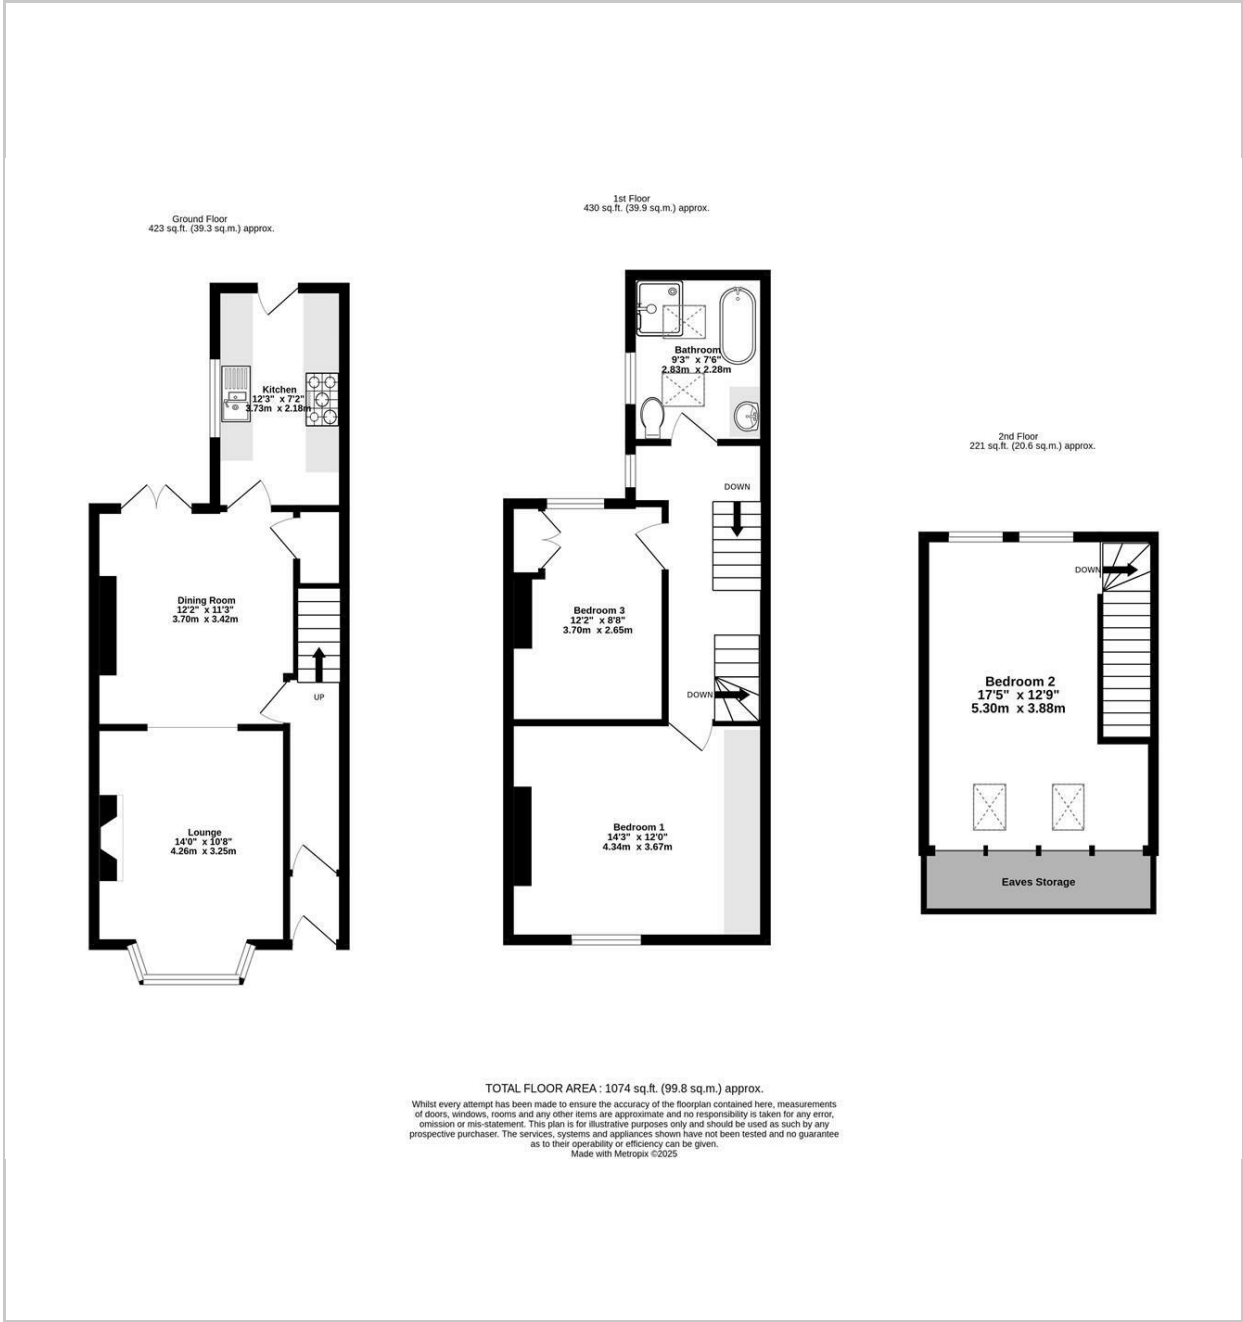 Ground Floor
423 sq.ft. (39.3 sq.m.) approx.
Kitchen
12'3" x 7'2"
3.73m x 2.18m
Dining Room
12'2" x 11'3"
3.70m x 3.42m
UP
Lounge
14'0" x 10'8"
4.26m x 3.25m
1st Floor
430 sq.ft. (39.9 sq.m.) approx.
Bathroom
9'3" x 7'6"
2.83m x 2.28m
DOWN
Bedroom 3
12'2" x 8'8"
3.70m x 2.65m
DOWN
Bedroom 1
14'3" x 12'0"
4.34m x 3.67m
2nd Floor
221 sq.ft. (20.6 sq.m.) approx.
DOWN
Bedroom 2
17'5" x 12'9"
5.30m x 3.88m
Eaves Storage
TOTAL FLOOR AREA : 1074 sq.ft. (99.8 sq.m.) approx.
Whilst every attempt has been made to ensure the accuracy of the floorplan contained here, measurements
of doors, windows, rooms and any other items are approximate and no responsibility is taken for any error,
omission or mis-statement. This plan is for illustrative purposes only and should be used as such by any
prospective purchaser. The services, systems and appliances shown have not been tested and no guarantee
as to their operability or efficiency can be given.
Made with Metropix ©2025